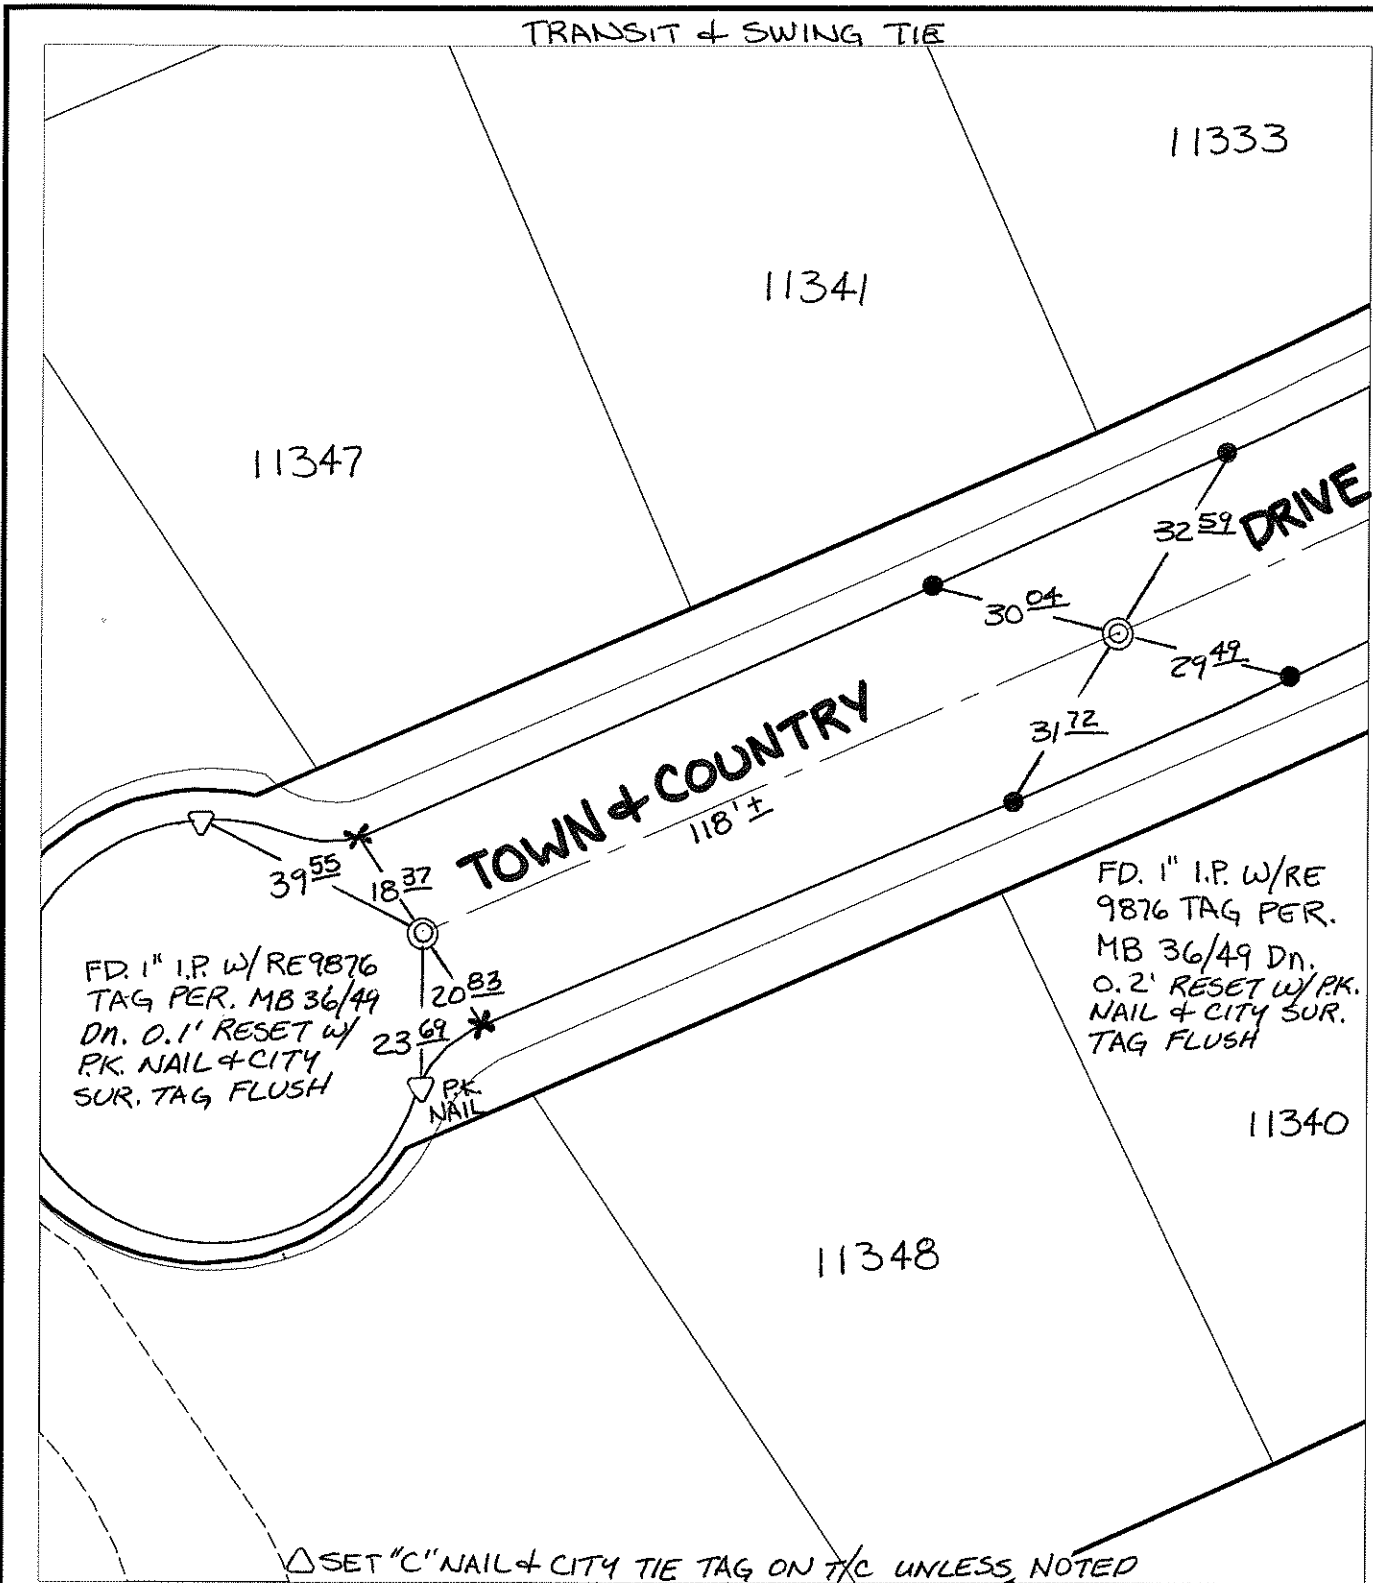 TRANSIT & SWING TIE
11333
11341
11347
32 59
DRIVE
30 04
29 49
31 72
TOWN & COUNTRY
118'±
39 55
18 37
FD. 1" I.P. W/RE
9876 TAG PER.
MB 36/49 Dn.
0.2' RESET W/P.K.
NAIL & CITY SUR.
TAG FLUSH
FD. 1" I.P. W/RE9876
TAG PER. MB 36/49
Dn. 0.1' RESET W/
P.K. NAIL & CITY
SUR. TAG FLUSH
20 83
23 69
P.K.
NAIL
11340
11348
△ SET "C" NAIL & CITY TIE TAG ON T/C UNLESS NOTED